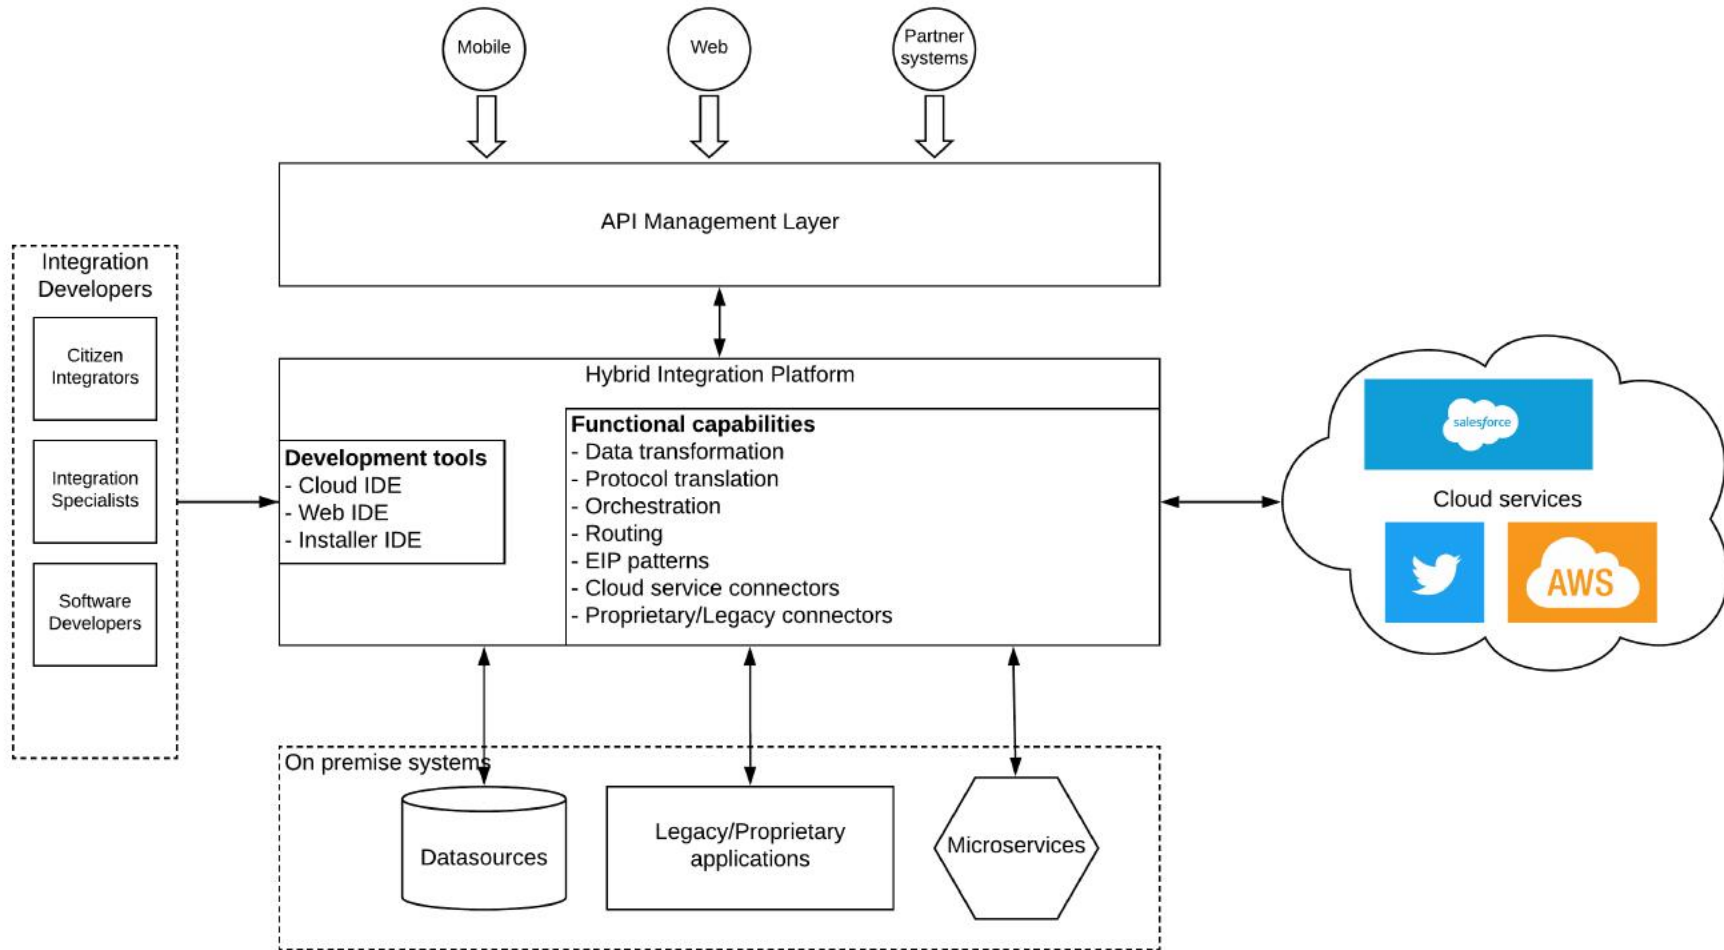 Mobile
Web
Partner
systems
API Management Layer
Integration
Developers
Citizen
Integrators
Integration
Specialists
Software
Developers
Hybrid Integration Platform
Development tools
- Cloud IDE
- Web IDE
- Installer IDE
Functional capabilities
- Data transformation
- Protocol translation
- Orchestration
- Routing
- EIP patterns
- Cloud service connectors
- Proprietary/Legacy connectors
salesforce
Cloud services
AWS
On premise systems
Datasources
Legacy/Proprietary
applications
Microservices